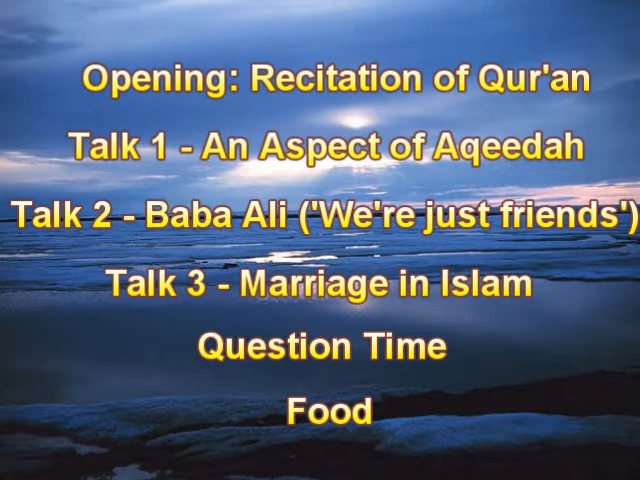 Opening: Recitation of Qur'an
Talk 1 - An Aspect of Aqeedah
Talk 2 - Baba Ali ('We're just friends')
Talk 3 - Marriage in Islam
Question Time
Food